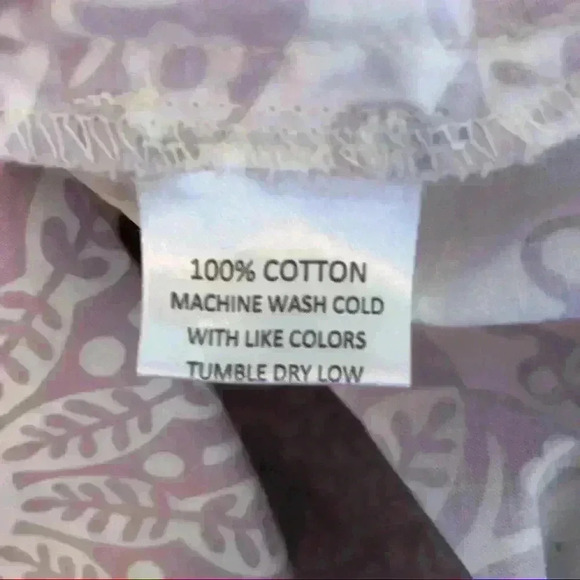 100% COTTON
MACHINE WASH COLD
WITH LIKE COLORS
TUMBLE DRY LOW